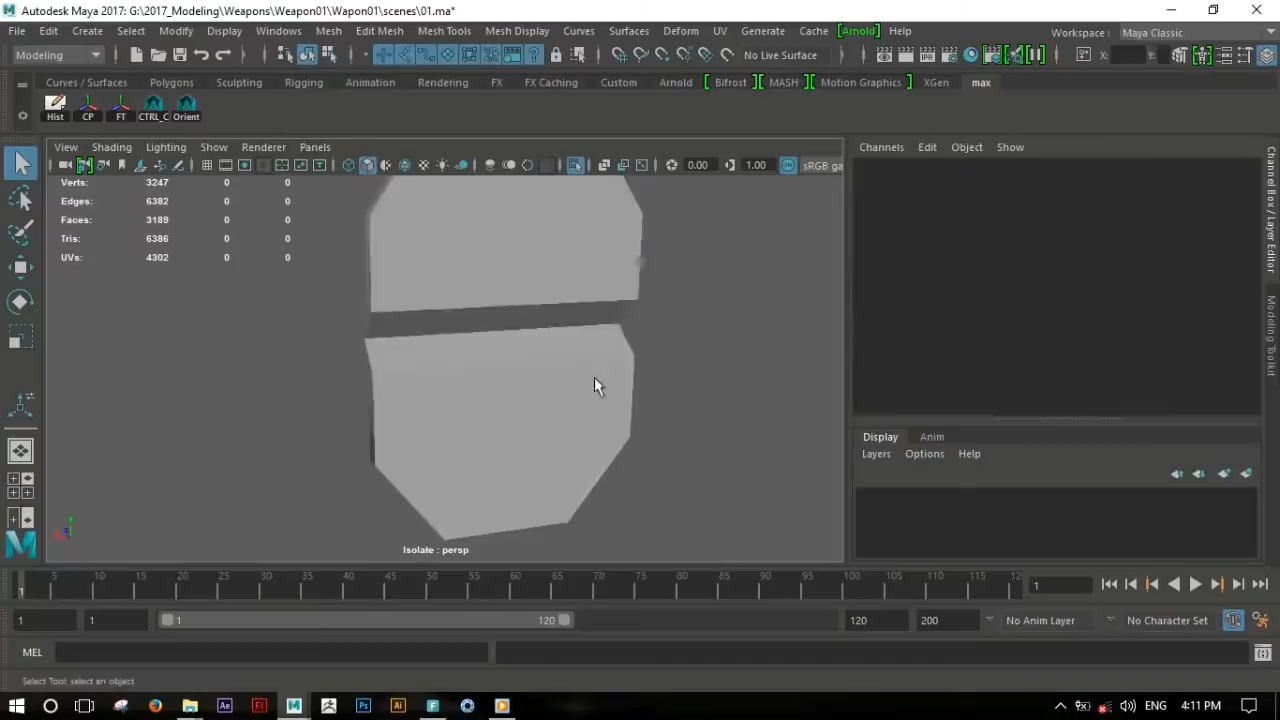 Autodesk Maya 2017: G:\2017_Modeling\Weapons\Weapon01\Wapon01\scenes\01.ma*
File Edit Create Select Modify Display Windows Mesh Edit Mesh Mesh Tools Mesh Display Curves Surfaces Deform UV Generate Cache [Arnold] Help Workspace : Maya Classic
Modeling No Live Surface X: Y:
Curves / Surfaces Polygons Sculpting Rigging Animation Rendering FX FX Caching Custom Arnold [Bifrost] [MASH] [Motion Graphics] XGen max
Hist CP FT CTRL_C Orient
View Shading Lighting Show Renderer Panels
0.00 1.00 ON sRGB ga
Verts: 3247 0 0
Edges: 6382 0 0
Faces: 3189 0 0
Tris: 6386 0 0
UVs: 4302 0 0
Isolate : persp
Channels Edit Object Show
Channel Box / Layer Editor
Modeling Toolkit
Display Anim
Layers Options Help
5 10 15 20 25 30 35 40 45 50 55 60 65 70 75 80 85 90 95 100 105 110 115 12
1 1
1 1 1 120 120 200 No Anim Layer No Character Set
MEL
Select Tool: select an object
Ae Fl Ps Ai F ENG 4:11 PM